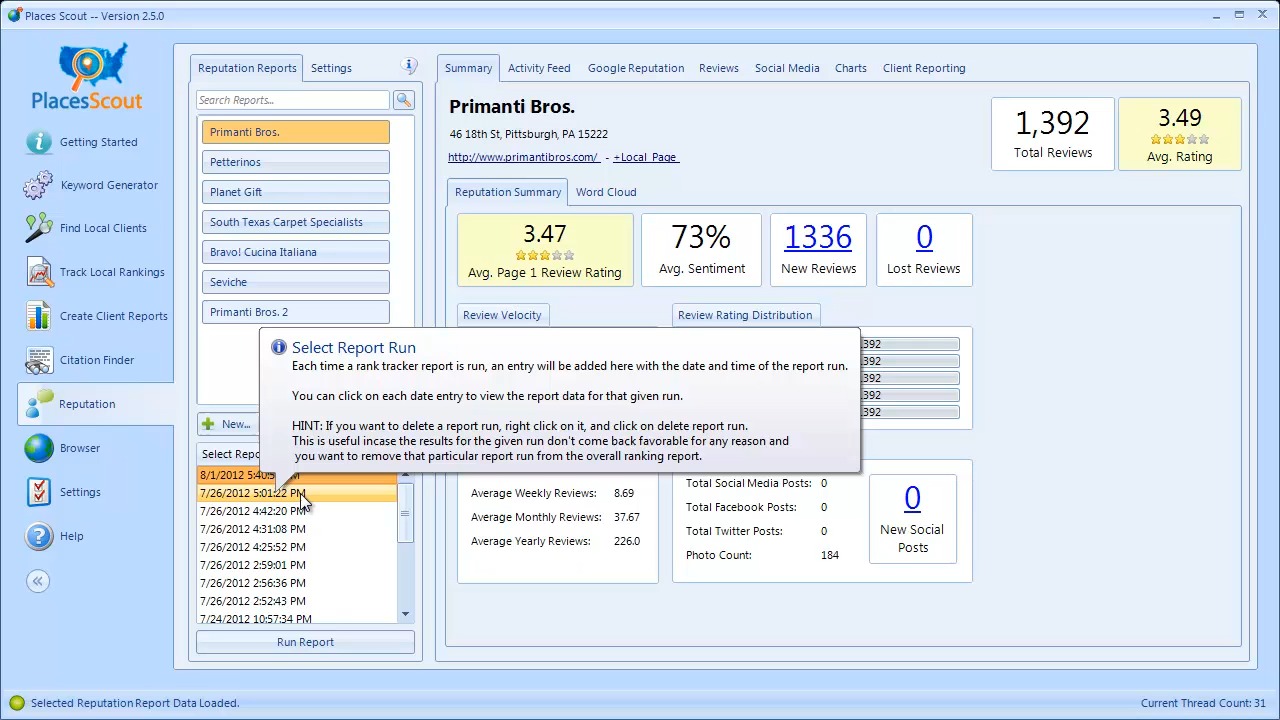 Places Scout -- Version 2.5.0
PlacesScout
Getting Started
Keyword Generator
Find Local Clients
Track Local Rankings
Create Client Reports
Citation Finder
Reputation
Browser
Settings
Help
Reputation Reports
Settings
Search Reports...
Primanti Bros.
Petterinos
Planet Gift
South Texas Carpet Specialists
Bravo! Cucina Italiana
Seviche
Primanti Bros. 2
New...
Select Repo
8/1/2012 5:40:5
7/26/2012 5:01:22 PM
7/26/2012 4:42:20 PM
7/26/2012 4:31:08 PM
7/26/2012 4:25:52 PM
7/26/2012 2:59:01 PM
7/26/2012 2:56:36 PM
7/26/2012 2:52:43 PM
7/24/2012 10:57:34 PM
Run Report
Select Report Run
Each time a rank tracker report is run, an entry will be added here with the date and time of the report run.
You can click on each date entry to view the report data for that given run.
HINT: If you want to delete a report run, right click on it, and click on delete report run.
This is useful incase the results for the given run don't come back favorable for any reason and
you want to remove that particular report run from the overall ranking report.
Summary
Activity Feed
Google Reputation
Reviews
Social Media
Charts
Client Reporting
Primanti Bros.
46 18th St, Pittsburgh, PA 15222
http://www.primantibros.com/ - +Local Page
1,392
Total Reviews
3.49
Avg. Rating
Reputation Summary
Word Cloud
3.47
Avg. Page 1 Review Rating
73%
Avg. Sentiment
1336
New Reviews
0
Lost Reviews
Review Velocity
Review Rating Distribution
392
392
392
392
392
Average Weekly Reviews: 8.69
Average Monthly Reviews: 37.67
Average Yearly Reviews: 226.0
Total Social Media Posts: 0
Total Facebook Posts: 0
Total Twitter Posts: 0
Photo Count: 184
0
New Social
Posts
Selected Reputation Report Data Loaded.
Current Thread Count: 31